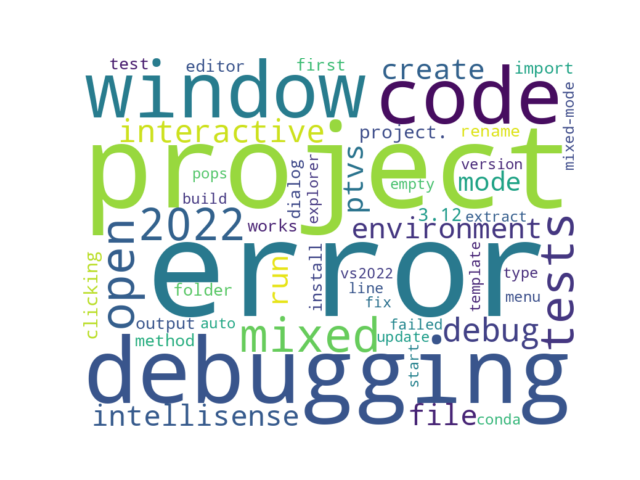 test editor first create import
window code
interactive project. rename mixed-mode
project
pops dialog explorer ptvs empty version mode
build
open 2022 works environment 3.12 extract tests
error
clicking folder run install vs2022 line fix template type menu
output auto mixed failed debug
method update start
debugging
intellisense file conda